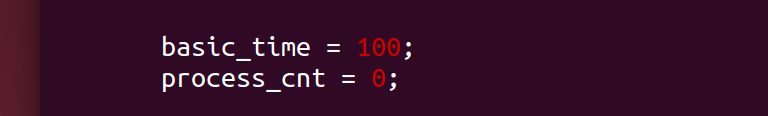 basic_time = 100;
process_cnt = 0;